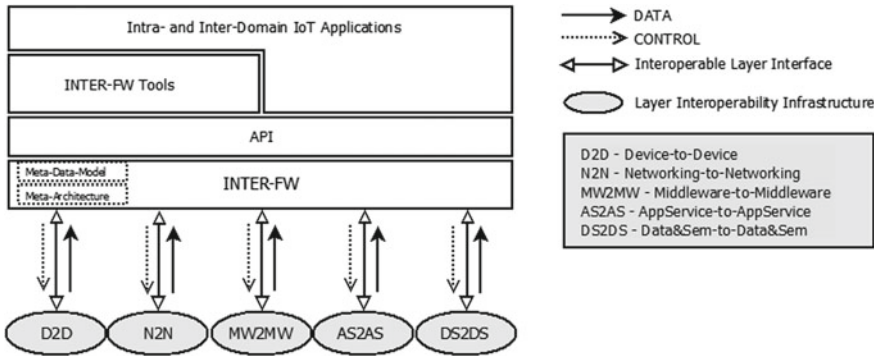 Intra- and Inter-Domain IoT Applications
INTER-FW Tools
API
Meta-Data-Model
Meta-Architecture
INTER-FW
D2D
N2N
MW2MW
AS2AS
DS2DS
DATA
CONTROL
Interoperable Layer Interface
Layer Interoperability Infrastructure
D2D - Device-to-Device
N2N - Networking-to-Networking
MW2MW - Middleware-to-Middleware
AS2AS - AppService-to-AppService
DS2DS - Data&Sem-to-Data&Sem